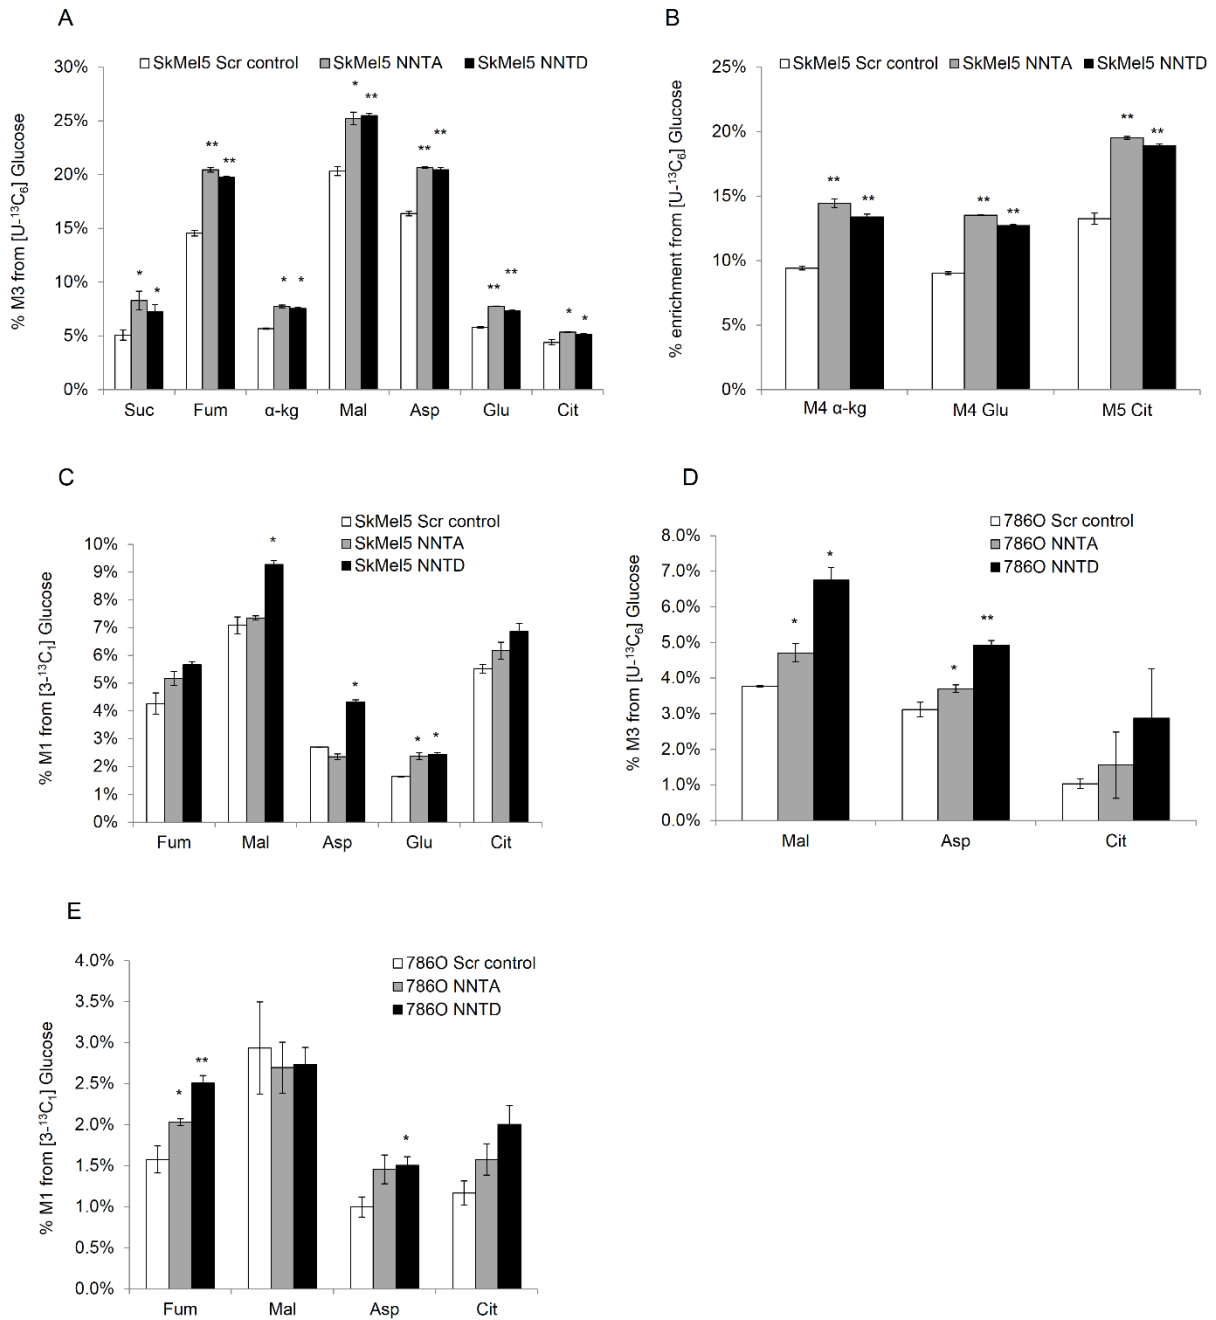 A
SkMel5 Scr control SkMel5 NNTA SkMel5 NNTD
% M3 from [U-¹³C₆] Glucose
30%
25%
20%
15%
10%
5%
0%
* * ** ** * * * ** ** ** ** ** * *
Suc Fum α-kg Mal Asp Glu Cit
B
SkMel5 Scr control SkMel5 NNTA SkMel5 NNTD
% enrichment from [U-¹³C₆] Glucose
25%
20%
15%
10%
5%
0%
** ** ** ** ** **
M4 α-kg M4 Glu M5 Cit
C
SkMel5 Scr control
SkMel5 NNTA
SkMel5 NNTD
% M1 from [3-¹³C₁] Glucose
10%
9%
8%
7%
6%
5%
4%
3%
2%
1%
0%
* * * *
Fum Mal Asp Glu Cit
D
786O Scr control
786O NNTA
786O NNTD
% M3 from [U-¹³C₆] Glucose
8.0%
7.0%
6.0%
5.0%
4.0%
3.0%
2.0%
1.0%
0.0%
* * * **
Mal Asp Cit
E
786O Scr control
786O NNTA
786O NNTD
% M1 from [3-¹³C₁] Glucose
4.0%
3.5%
3.0%
2.5%
2.0%
1.5%
1.0%
0.5%
0.0%
* ** *
Fum Mal Asp Cit